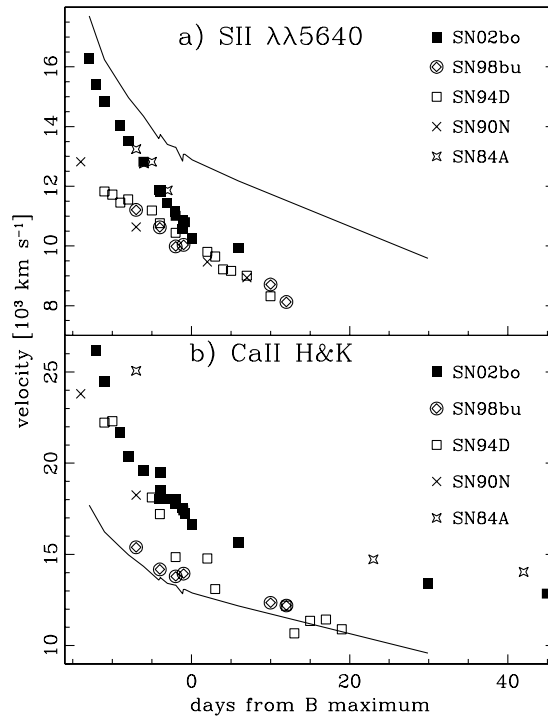 a) SII λλ5640
SN02bo
SN98bu
SN94D
SN90N
SN84A
16
14
12
10
8
velocity [10³ km s⁻¹]
b) CaII H&K
SN02bo
SN98bu
SN94D
SN90N
SN84A
25
20
15
10
0
20
40
days from B maximum